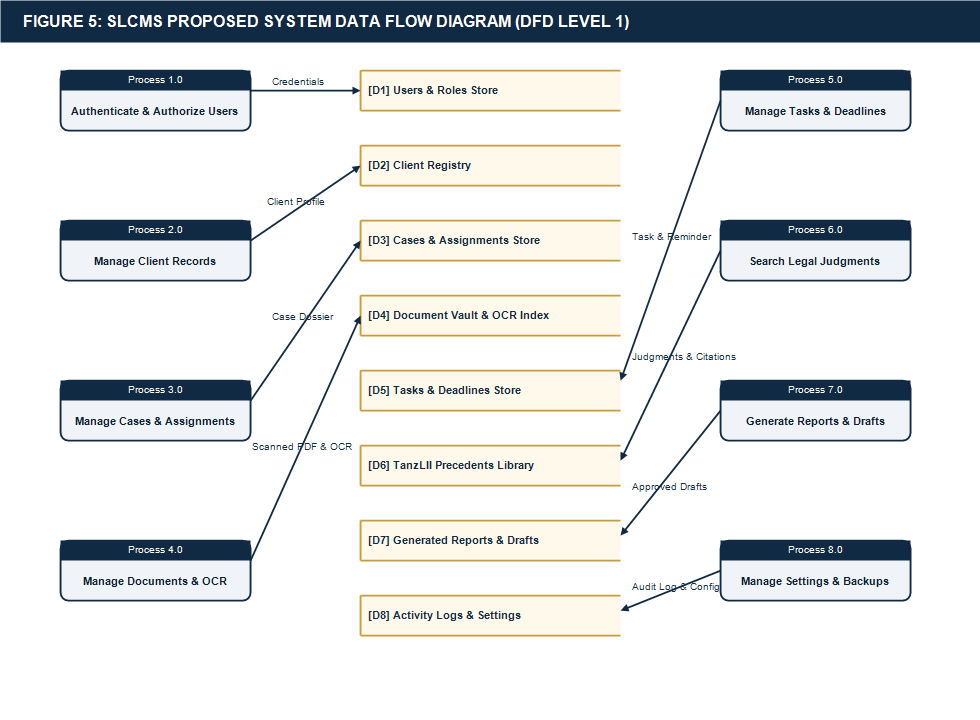 FIGURE 5: SLCMS PROPOSED SYSTEM DATA FLOW DIAGRAM (DFD LEVEL 1)
Process 1.0
Authenticate & Authorize Users
Credentials
[D1] Users & Roles Store
Process 5.0
Manage Tasks & Deadlines
[D2] Client Registry
Client Profile
Process 2.0
Manage Client Records
[D3] Cases & Assignments Store
Task & Reminder
Process 6.0
Search Legal Judgments
Case Dossier
[D4] Document Vault & OCR Index
Judgments & Citations
Process 3.0
Manage Cases & Assignments
[D5] Tasks & Deadlines Store
Process 7.0
Generate Reports & Drafts
Scanned PDF & OCR
[D6] TanzLII Precedents Library
Approved Drafts
Process 4.0
Manage Documents & OCR
[D7] Generated Reports & Drafts
Process 8.0
Manage Settings & Backups
Audit Log & Config
[D8] Activity Logs & Settings